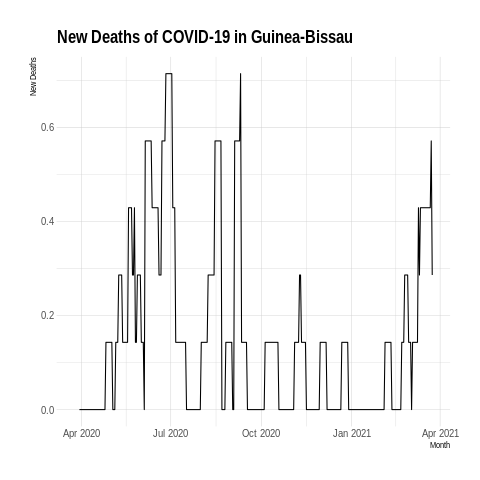 New Deaths of COVID-19 in Guinea-Bissau
New Deaths
0.6
0.4
0.2
0.0
Apr 2020 Jul 2020 Oct 2020 Jan 2021 Apr 2021
Month